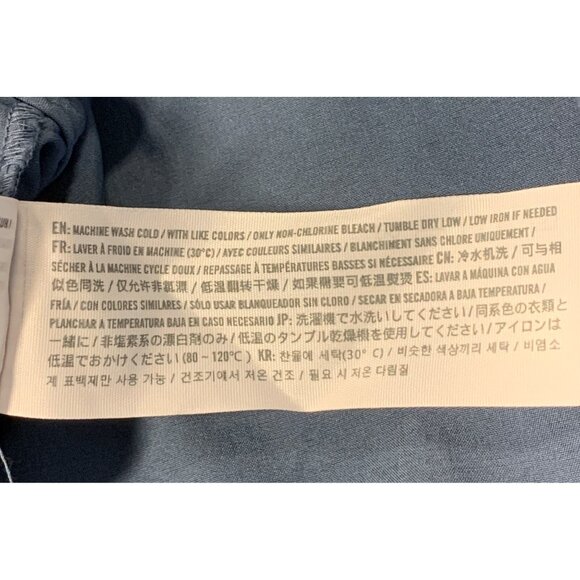 EN: MACHINE WASH COLD / WITH LIKE COLORS / ONLY NON-CHLORINE BLEACH / TUMBLE DRY LOW / LOW IRON IF NEEDED
FR: LAVER À FROID EN MACHINE (30°C) / AVEC COULEURS SIMILAIRES / BLANCHIMENT SANS CHLORE UNIQUEMENT /
SÉCHER À LA MACHINE CYCLE DOUX / REPASSAGE À TEMPÉRATURES BASSES SI NÉCESSAIRE CN: 冷水机洗 / 可与相
似色同洗 / 仅允许非氯漂 / 低温翻转干燥 / 如果需要可低温熨烫 ES: LAVAR A MÁQUINA CON AGUA
FRÍA / CON COLORES SIMILARES / SÓLO USAR BLANQUEADOR SIN CLORO / SECAR EN SECADORA A BAJA TEMPERATURA /
PLANCHAR A TEMPERATURA BAJA EN CASO NECESARIO JP: 洗濯機で水洗いしてください / 同系色の衣類と
一緒に / 非塩素系の漂白剤のみ / 低温のタンブル乾燥機を使用してください / アイロンは
低温でおかけください (80~120℃) KR: 찬물에 세탁(30° C) / 비슷한 색상끼리 세탁 / 비염소
계 표백제만 사용 가능 / 건조기에서 저온 건조 / 필요 시 저온 다림질